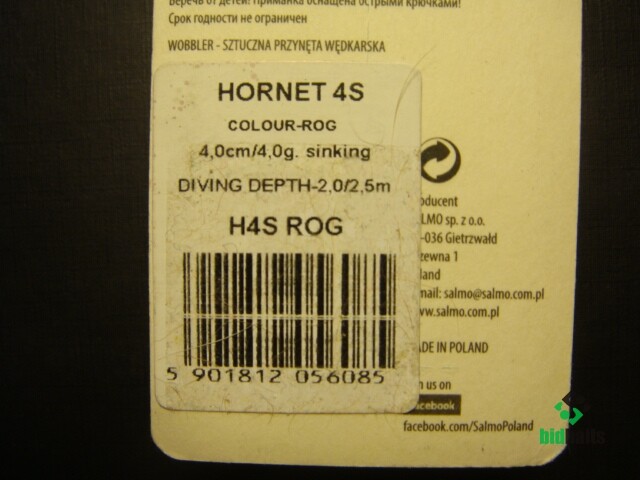 Беречь от детей! Приманка оснащена острыми крючками!
Срок годности не ограничен
WOBBLER - SZTUCZNA PRZYNĘTA WĘDKARSKA
HORNET 4S
COLOUR-ROG
4,0cm/4,0g. sinking
DIVING DEPTH-2,0/2,5m
H4S ROG
5 901812 056085
oducent
LMO sp. z o.o.
-036 Gietrzwałd
zewna 1
land
mail: salmo@salmo.com.pl
ww.salmo.com.pl
ADE IN POLAND
n us on
acebook
facebook.com/SalmoPoland
bidbaits